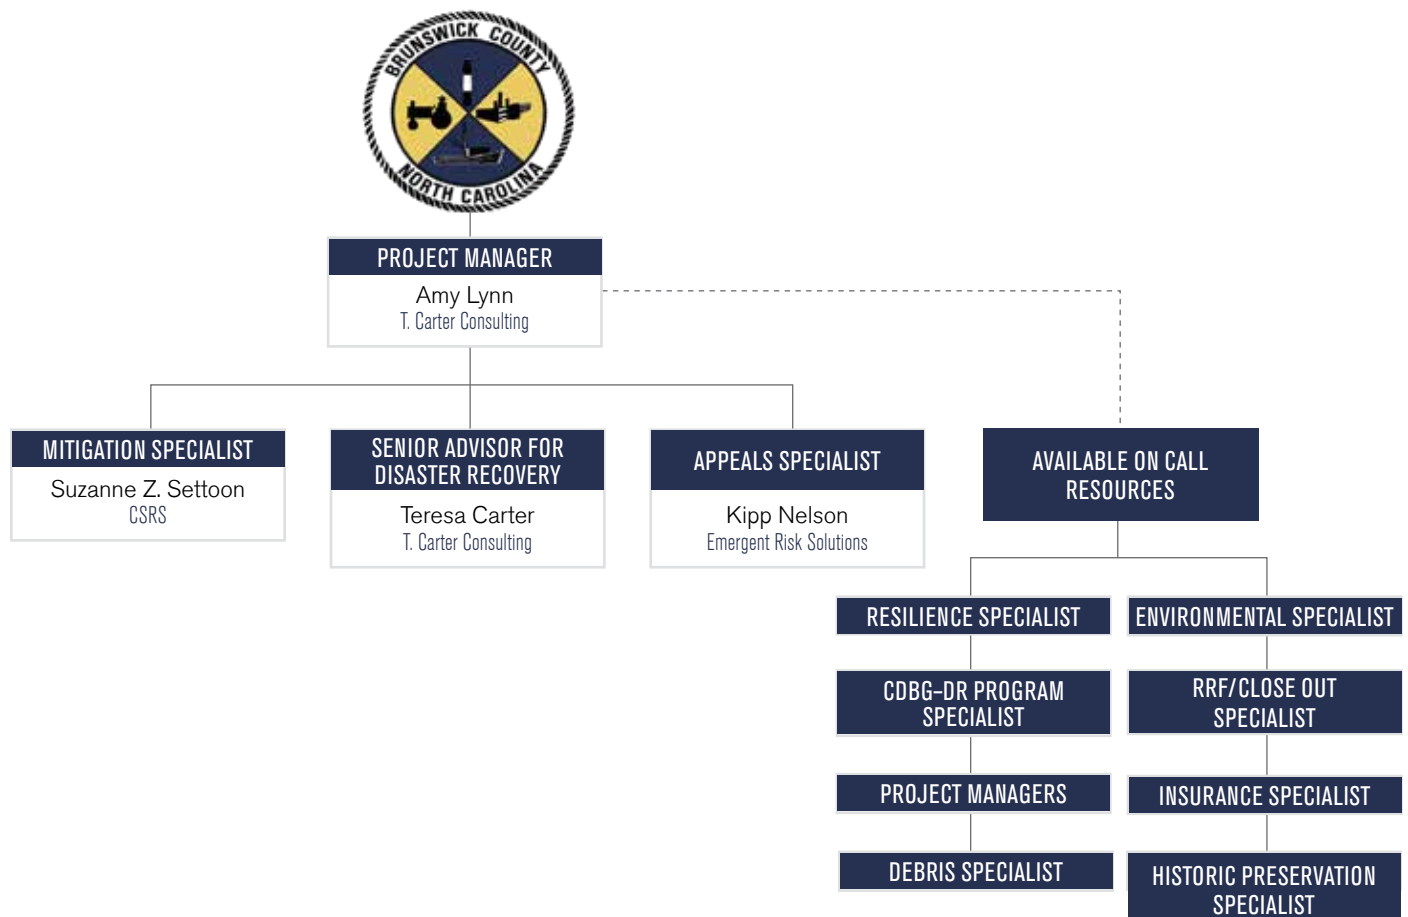 BRUNSWICK COUNTY
NORTH CAROLINA
PROJECT MANAGER
Amy Lynn
T. Carter Consulting
MITIGATION SPECIALIST
Suzanne Z. Settoon
CSRS
SENIOR ADVISOR FOR
DISASTER RECOVERY
Teresa Carter
T. Carter Consulting
APPEALS SPECIALIST
Kipp Nelson
Emergent Risk Solutions
AVAILABLE ON CALL
RESOURCES
RESILIENCE SPECIALIST
CDBG–DR PROGRAM
SPECIALIST
PROJECT MANAGERS
DEBRIS SPECIALIST
ENVIRONMENTAL SPECIALIST
RRF/CLOSE OUT
SPECIALIST
INSURANCE SPECIALIST
HISTORIC PRESERVATION
SPECIALIST